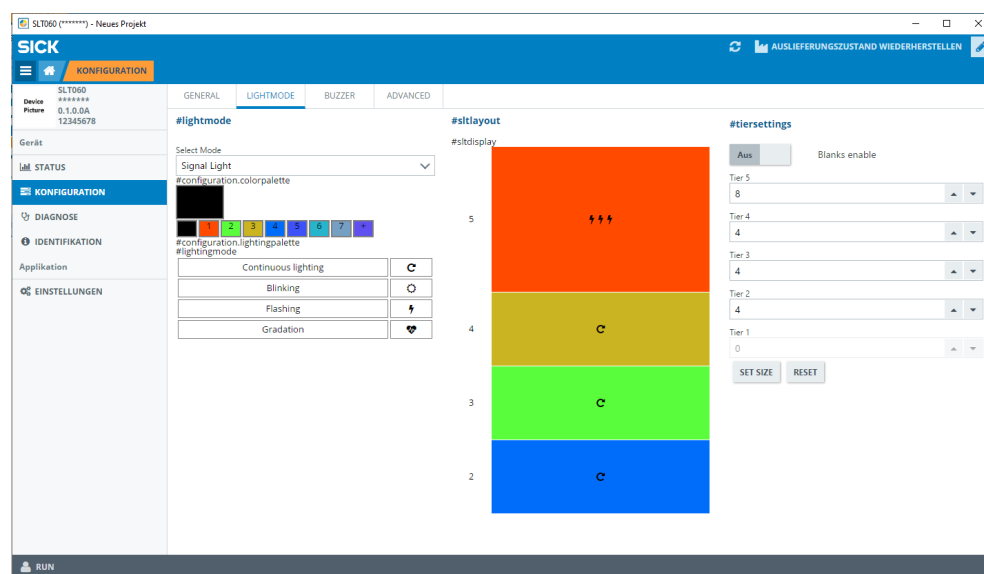 SLT060 (*******) - Neues Projekt
SICK
AUSLIEFERUNGSZUSTAND WIEDERHERSTELLEN
KONFIGURATION
Device Picture
SLT060
*******
0.1.0.0A
12345678
Gerät
STATUS
KONFIGURATION
DIAGNOSE
IDENTIFIKATION
Applikation
EINSTELLUNGEN
GENERAL LIGHTMODE BUZZER ADVANCED
#lightmode
Select Mode
Signal Light
#configuration.colorpalette
1 2 3 4 5 6 7 +
#configuration.lightingpalette
#lightingmode
Continuous lighting
Blinking
Flashing
Gradation
#sltlayout
#sltdisplay
5
4
3
2
#tiersettings
Aus Blanks enable
Tier 5
8
Tier 4
4
Tier 3
4
Tier 2
4
Tier 1
0
SET SIZE RESET
RUN